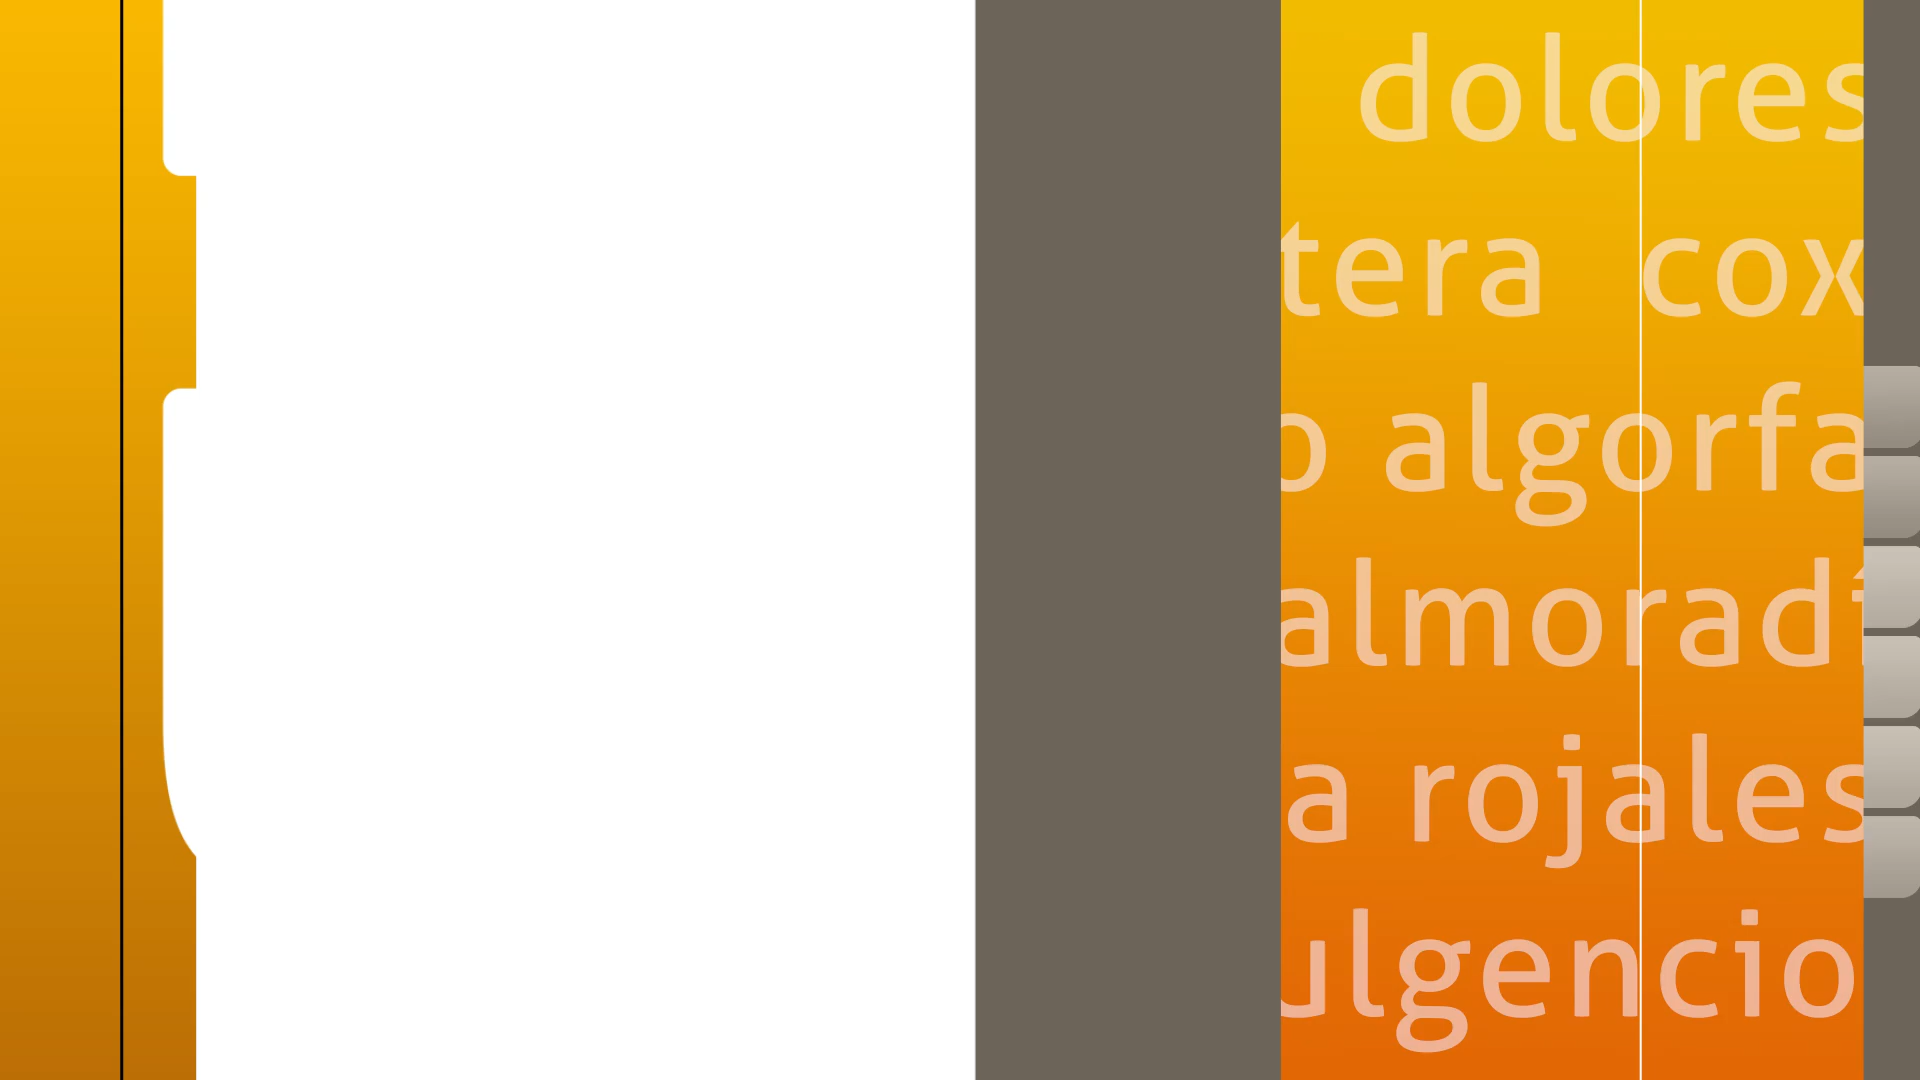 dolores
tera cox
o algorfa
almoradí
a rojales
ulgencio